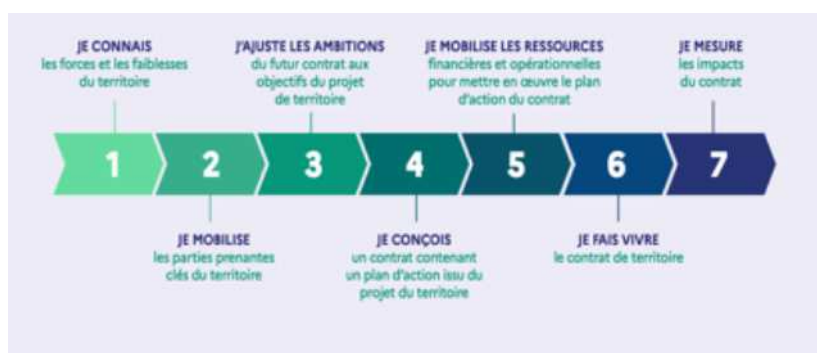 JE CONNAIS
les forces et les faiblesses
du territoire
J'AJUSTE LES AMBITIONS
du futur contrat aux
objectifs du projet
de territoire
JE MOBILISE LES RESSOURCES
financières et opérationnelles
pour mettre en œuvre le plan
d'action du contrat
JE MESURE
les impacts
du contrat
1
2
3
4
5
6
7
JE MOBILISE
les parties prenantes
clés du territoire
JE CONÇOIS
un contrat contenant
un plan d'action issu du
projet du territoire
JE FAIS VIVRE
le contrat de territoire